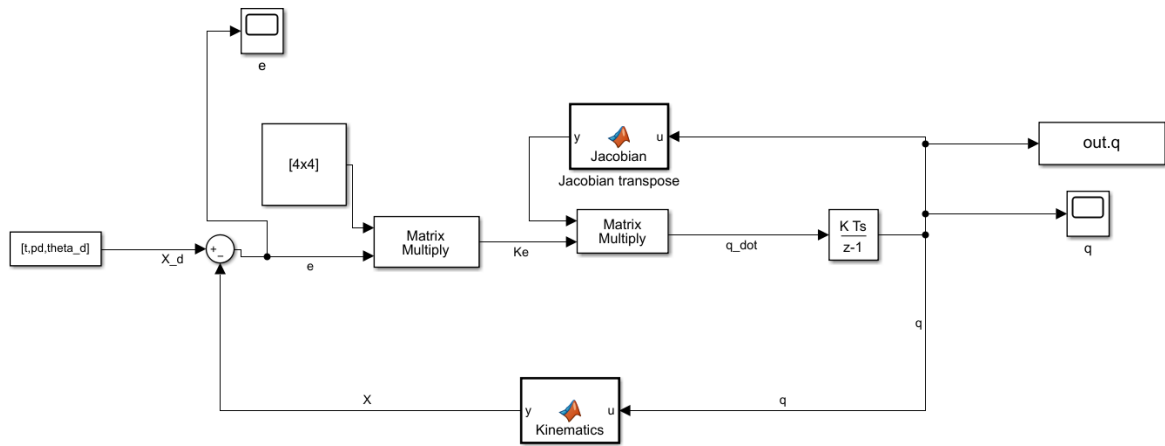 e
[4x4]
y
u
Jacobian
Jacobian transpose
out.q
[t,pd,theta_d]
X_d
+
−
e
Matrix
Multiply
Ke
Matrix
Multiply
q_dot
K Ts
z-1
q
q
X
y
u
Kinematics
q